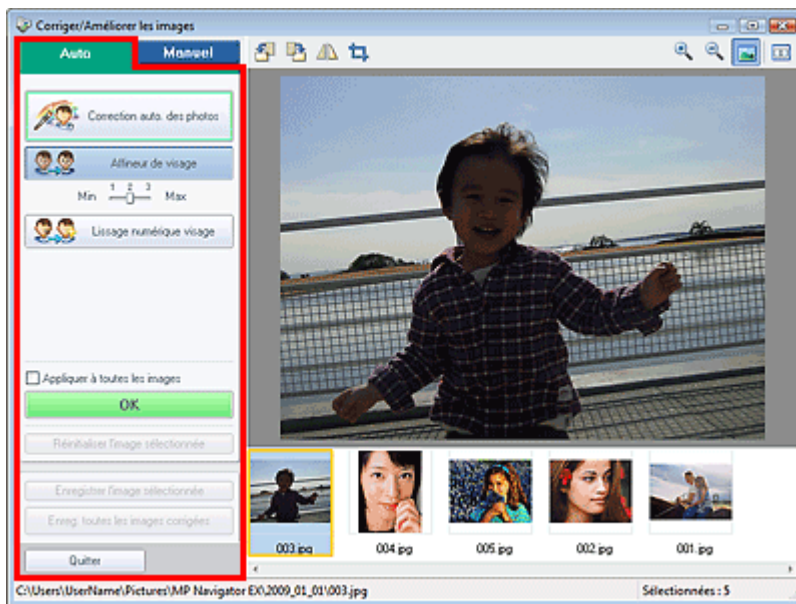 Corriger/Améliorer les images
Auto
Manuel
Correction auto. des photos
Affineur de visage
1 2 3
Min Max
Lissage numérique visage
Appliquer à toutes les images
OK
Réinitialiser l'image sélectionnée
Enregistrer l'image sélectionnée
Enreg. toutes les images corrigées
Quitter
003.jpg
004.jpg
005.jpg
002.jpg
001.jpg
C:\Users\UserName\Pictures\MP Navigator EX\2009_01_01\003.jpg
Sélectionnées : 5